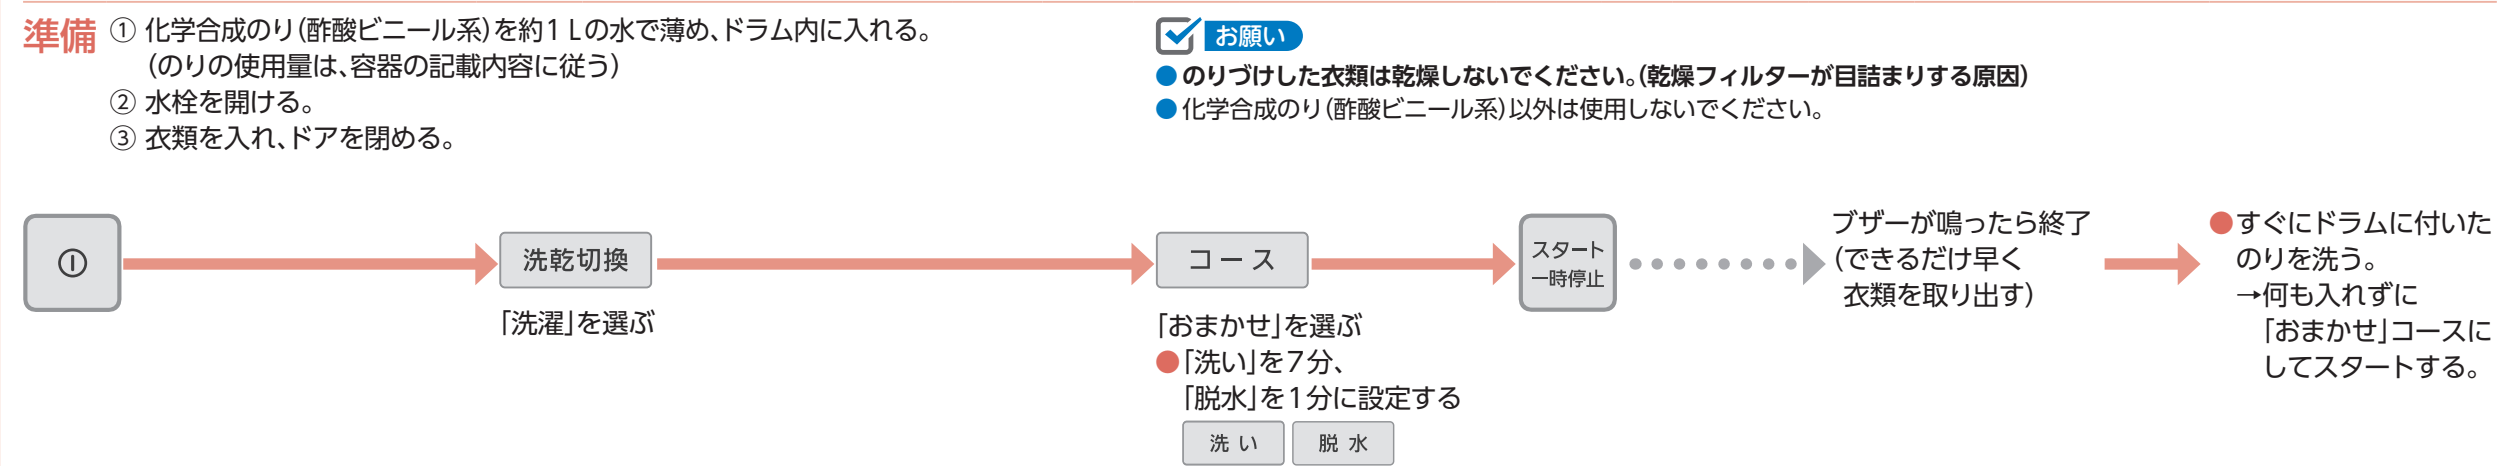 準備
① 化学合成のり（酢酸ビニール系）を約1 Lの水で薄め、ドラム内に入れる。
（のりの使用量は、容器の記載内容に従う）
② 水栓を開ける。
③ 衣類を入れ、ドアを閉める。
お願い
●のりづけした衣類は乾燥しないでください。（乾燥フィルターが目詰まりする原因）
●化学合成のり（酢酸ビニール系）以外は使用しないでください。
洗乾切換
「洗濯」を選ぶ
コース
「おまかせ」を選ぶ
●「洗い」を7分、
「脱水」を1分に設定する
洗い
脱水
スタート
一時停止
ブザーが鳴ったら終了
（できるだけ早く
衣類を取り出す）
●すぐにドラムに付いた
のりを洗う。
→何も入れずに
「おまかせ」コースに
してスタートする。